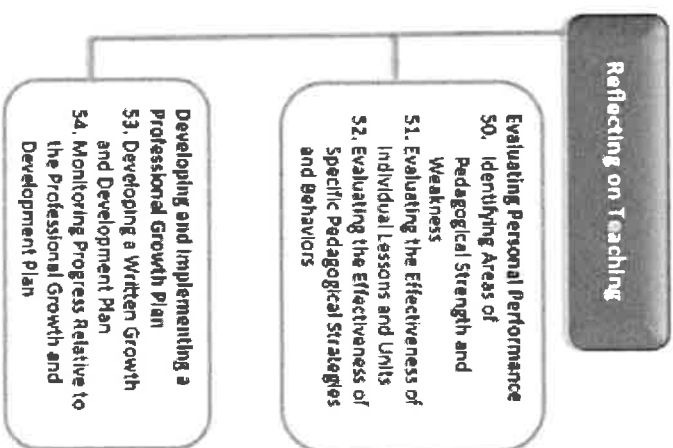 Reflecting on Teaching
Evaluating Personal Performance
50. Identifying Areas of
Pedagogical Strength and
Weakness
51. Evaluating the Effectiveness of
Individual Lessons and Units
52. Evaluating the Effectiveness of
Specific Pedagogical Strategies
and Behaviors
Developing and Implementing a
Professional Growth Plan
53. Developing a Written Growth
and Development Plan
54. Monitoring Progress Relative to
the Professional Growth and
Development Plan